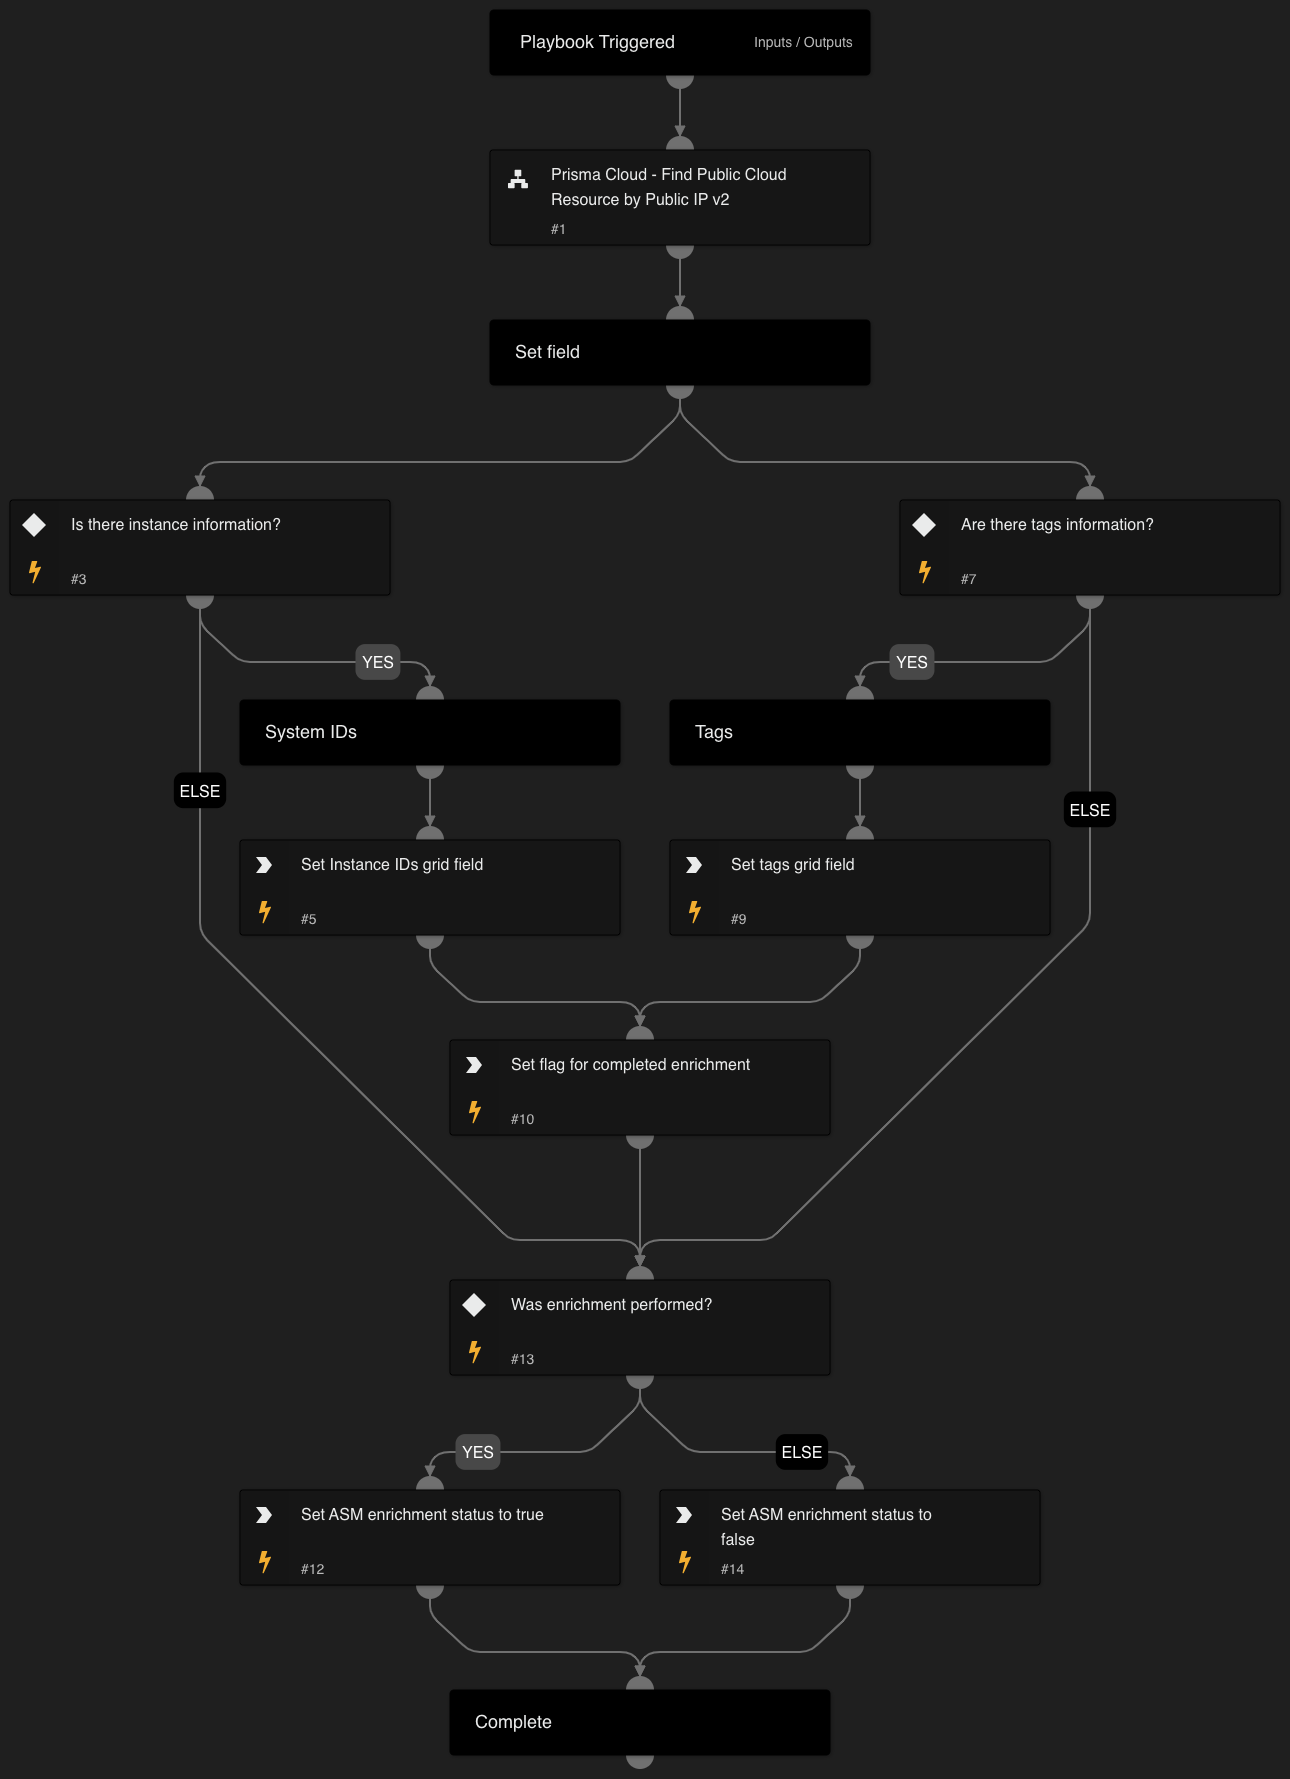 Playbook Triggered
Inputs / Outputs
Prisma Cloud - Find Public Cloud
Resource by Public IP v2
#1
Set field
Is there instance information?
#3
Are there tags information?
#7
YES
YES
System IDs
Tags
ELSE
ELSE
Set Instance IDs grid field
#5
Set tags grid field
#9
Set flag for completed enrichment
#10
Was enrichment performed?
#13
YES
ELSE
Set ASM enrichment status to true
#12
Set ASM enrichment status to
false
#14
Complete